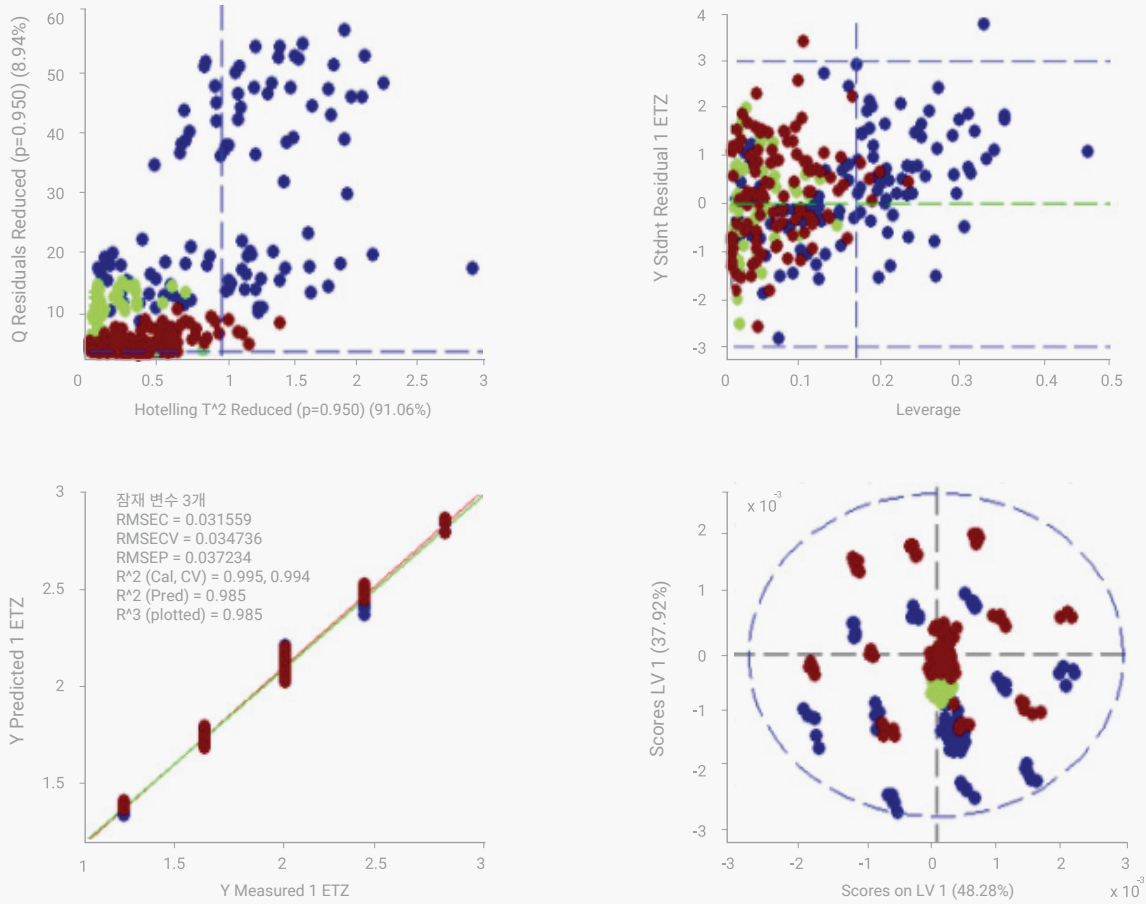 Q Residuals Reduced (p=0.950) (8.94%)
60
50
40
30
20
10
0
0.5
1
1.5
2
2.5
3
Hotelling T^2 Reduced (p=0.950) (91.06%)
Y Stdnt Residual 1 ETZ
4
3
2
1
0
-1
-2
-3
0
0.1
0.2
0.3
0.4
0.5
Leverage
Y Predicted 1 ETZ
3
2.5
2
1.5
잠재 변수 3개
RMSEC = 0.031559
RMSECV = 0.034736
RMSEP = 0.037234
R^2 (Cal, CV) = 0.995, 0.994
R^2 (Pred) = 0.985
R^3 (plotted) = 0.985
1
1.5
2
2.5
3
Y Measured 1 ETZ
Scores LV 1 (37.92%)
x 10⁻³
2
1
0
-1
-2
-3
-3
-2
-1
0
1
2
3
Scores on LV 1 (48.28%)
x 10⁻³